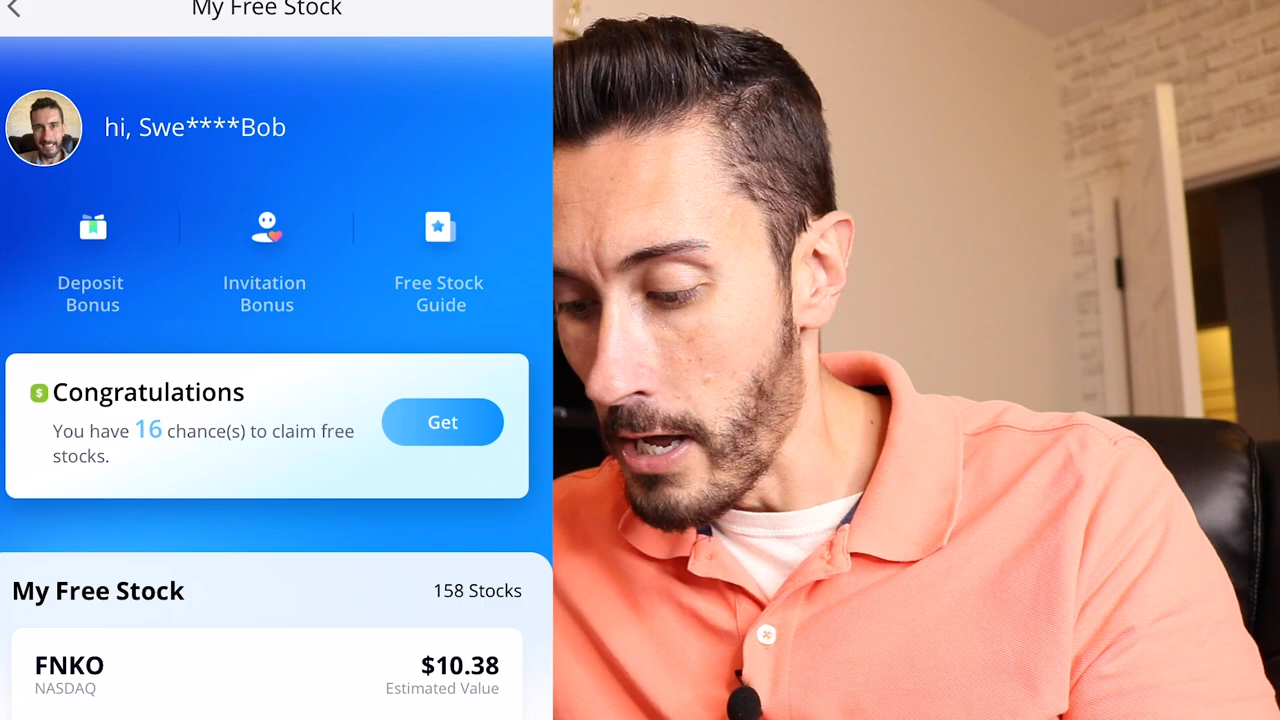 My Free Stock
hi, Swe****Bob
Deposit
Bonus
Invitation
Bonus
Free Stock
Guide
$
Congratulations
You have 16 chance(s) to claim free
stocks.
Get
My Free Stock
158 Stocks
FNKO
$10.38
NASDAQ
Estimated Value